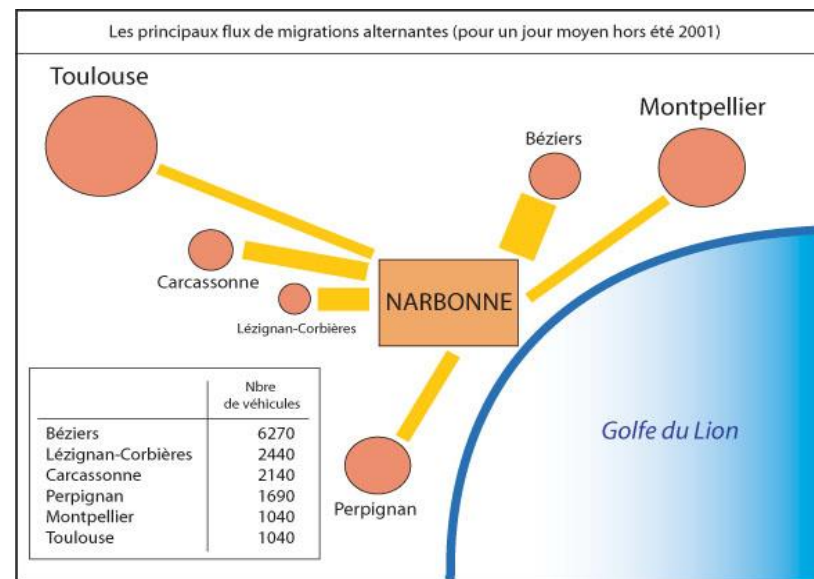 Les principaux flux de migrations alternantes (pour un jour moyen hors été 2001)
Toulouse
Montpellier
Béziers
Carcassonne
NARBONNE
Lézignan-Corbières
Golfe du Lion
Perpignan
Nbre
de véhicules
Béziers 6270
Lézignan-Corbières 2440
Carcassonne 2140
Perpignan 1690
Montpellier 1040
Toulouse 1040